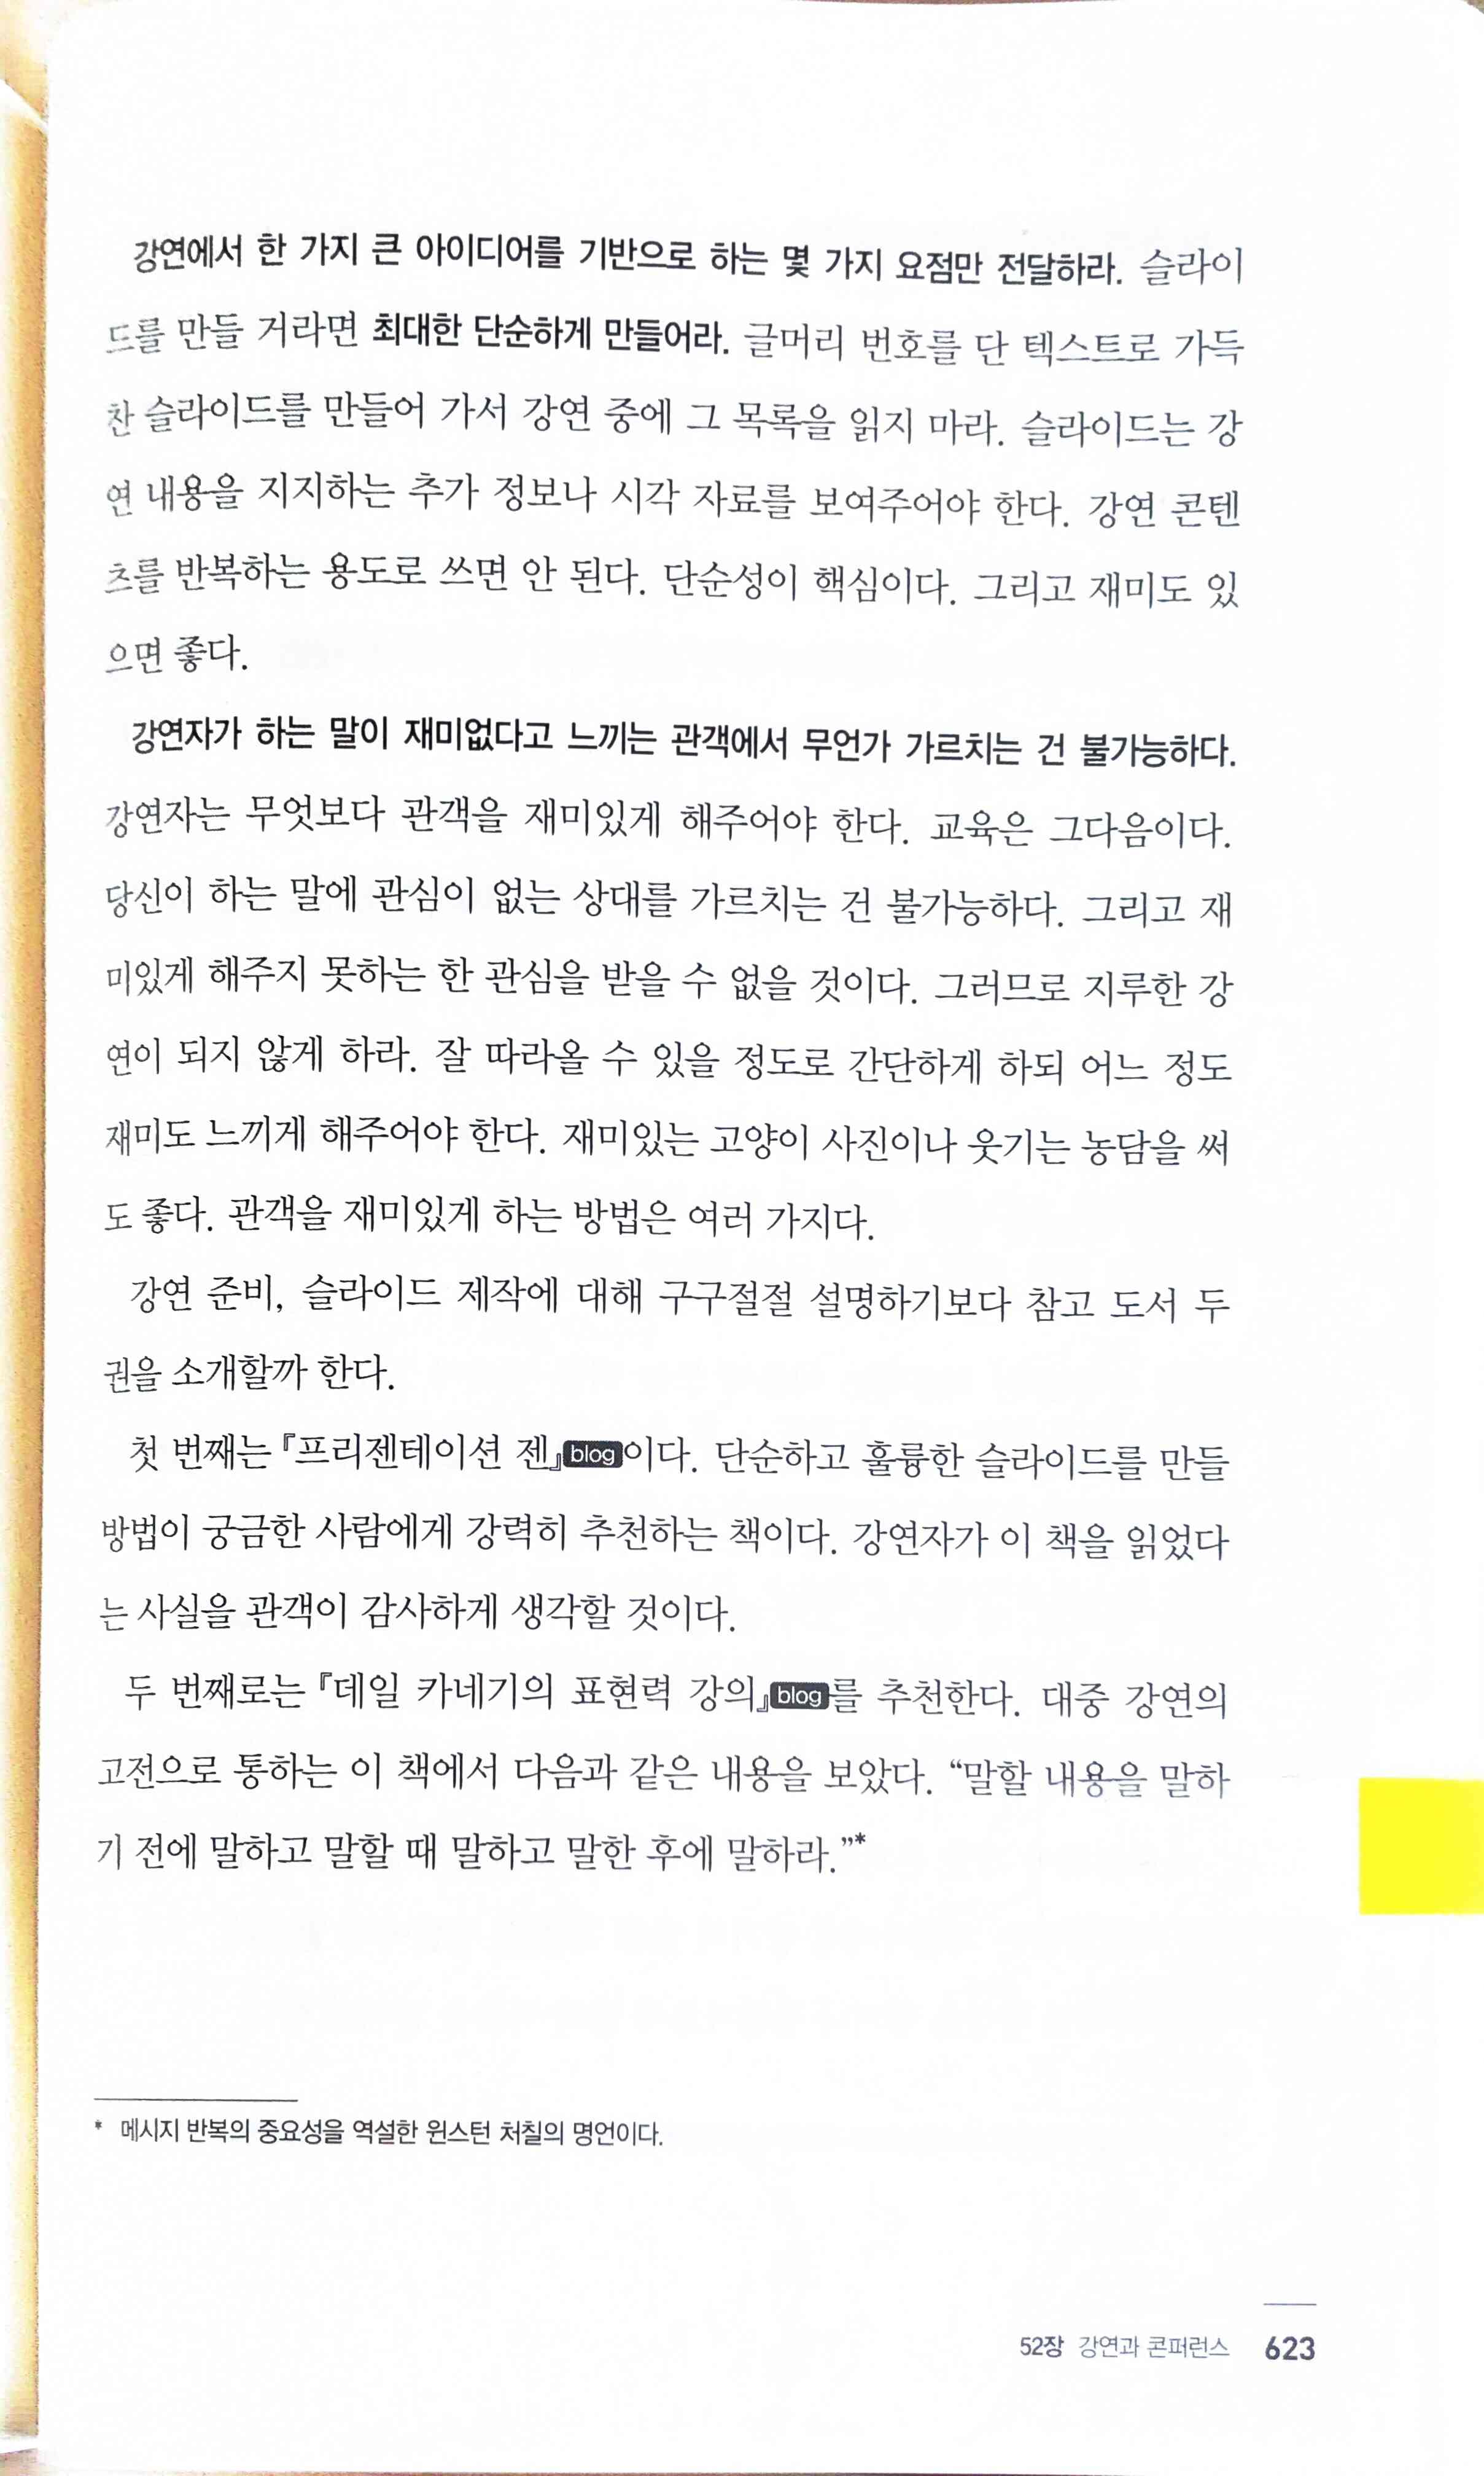 강연에서 한 가지 큰 아이디어를 기반으로 하는 몇 가지 요점만 전달하라. 슬라이
드를 만들 거라면 최대한 단순하게 만들어라. 글머리 번호를 단 텍스트로 가득
찬 슬라이드를 만들어 가서 강연 중에 그 목록을 읽지 마라. 슬라이드는 강
연 내용을 지지하는 추가 정보나 시각 자료를 보여주어야 한다. 강연 콘텐
츠를 반복하는 용도로 쓰면 안 된다. 단순성이 핵심이다. 그리고 재미도 있
으면 좋다.
강연자가 하는 말이 재미없다고 느끼는 관객에서 무언가 가르치는 건 불가능하다.
강연자는 무엇보다 관객을 재미있게 해주어야 한다. 교육은 그다음이다.
당신이 하는 말에 관심이 없는 상대를 가르치는 건 불가능하다. 그리고 재
미있게 해주지 못하는 한 관심을 받을 수 없을 것이다. 그러므로 지루한 강
연이 되지 않게 하라. 잘 따라올 수 있을 정도로 간단하게 하되 어느 정도
재미도 느끼게 해주어야 한다. 재미있는 고양이 사진이나 웃기는 농담을 써
도 좋다. 관객을 재미있게 하는 방법은 여러 가지다.
강연 준비, 슬라이드 제작에 대해 구구절절 설명하기보다 참고 도서 두
권을 소개할까 한다.
첫 번째는 『프리젠테이션 젠』blog이다. 단순하고 훌륭한 슬라이드를 만들
방법이 궁금한 사람에게 강력히 추천하는 책이다. 강연자가 이 책을 읽었다
는 사실을 관객이 감사하게 생각할 것이다.
두 번째로는 『데일 카네기의 표현력 강의』blog를 추천한다. 대중 강연의
고전으로 통하는 이 책에서 다음과 같은 내용을 보았다. “말할 내용을 말하
기 전에 말하고 말할 때 말하고 말한 후에 말하라.”*
* 메시지 반복의 중요성을 역설한 윈스턴 처칠의 명언이다.
52장 강연과 콘퍼런스 623